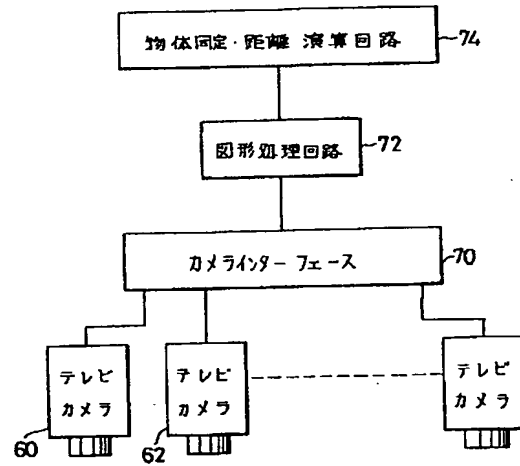 物体同定・距離演算回路
74
図形処理回路
72
カメラインターフェース
70
テレビ
カメラ
60
テレビ
カメラ
62
テレビ
カメラ